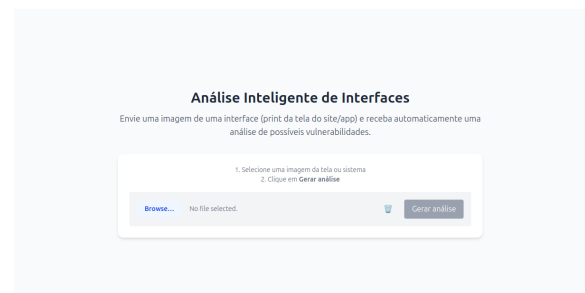 Análise Inteligente de Interfaces
Envie uma imagem de uma interface (print da tela do site/app) e receba automaticamente uma
análise de possíveis vulnerabilidades.
1. Selecione uma imagem da tela ou sistema
2. Clique em Gerar análise
Browse... No file selected. Gerar análise